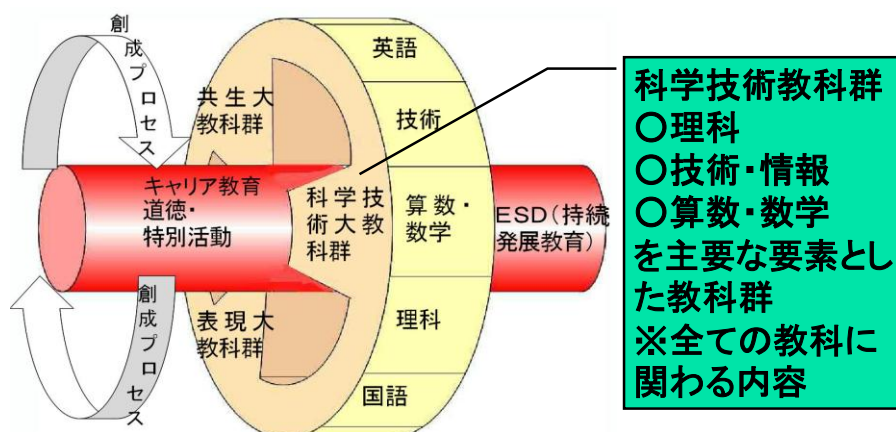 創成プロセス
共生大
教科群
キャリア教育
道徳・
特別活動
科学技
術大教
科群
表現大
教科群
創成プロセス
英語
技術
算数・
数学
理科
国語
ESD(持続
発展教育)
科学技術教科群
○理科
○技術・情報
○算数・数学
を主要な要素とし
た教科群
※全ての教科に
関わる内容